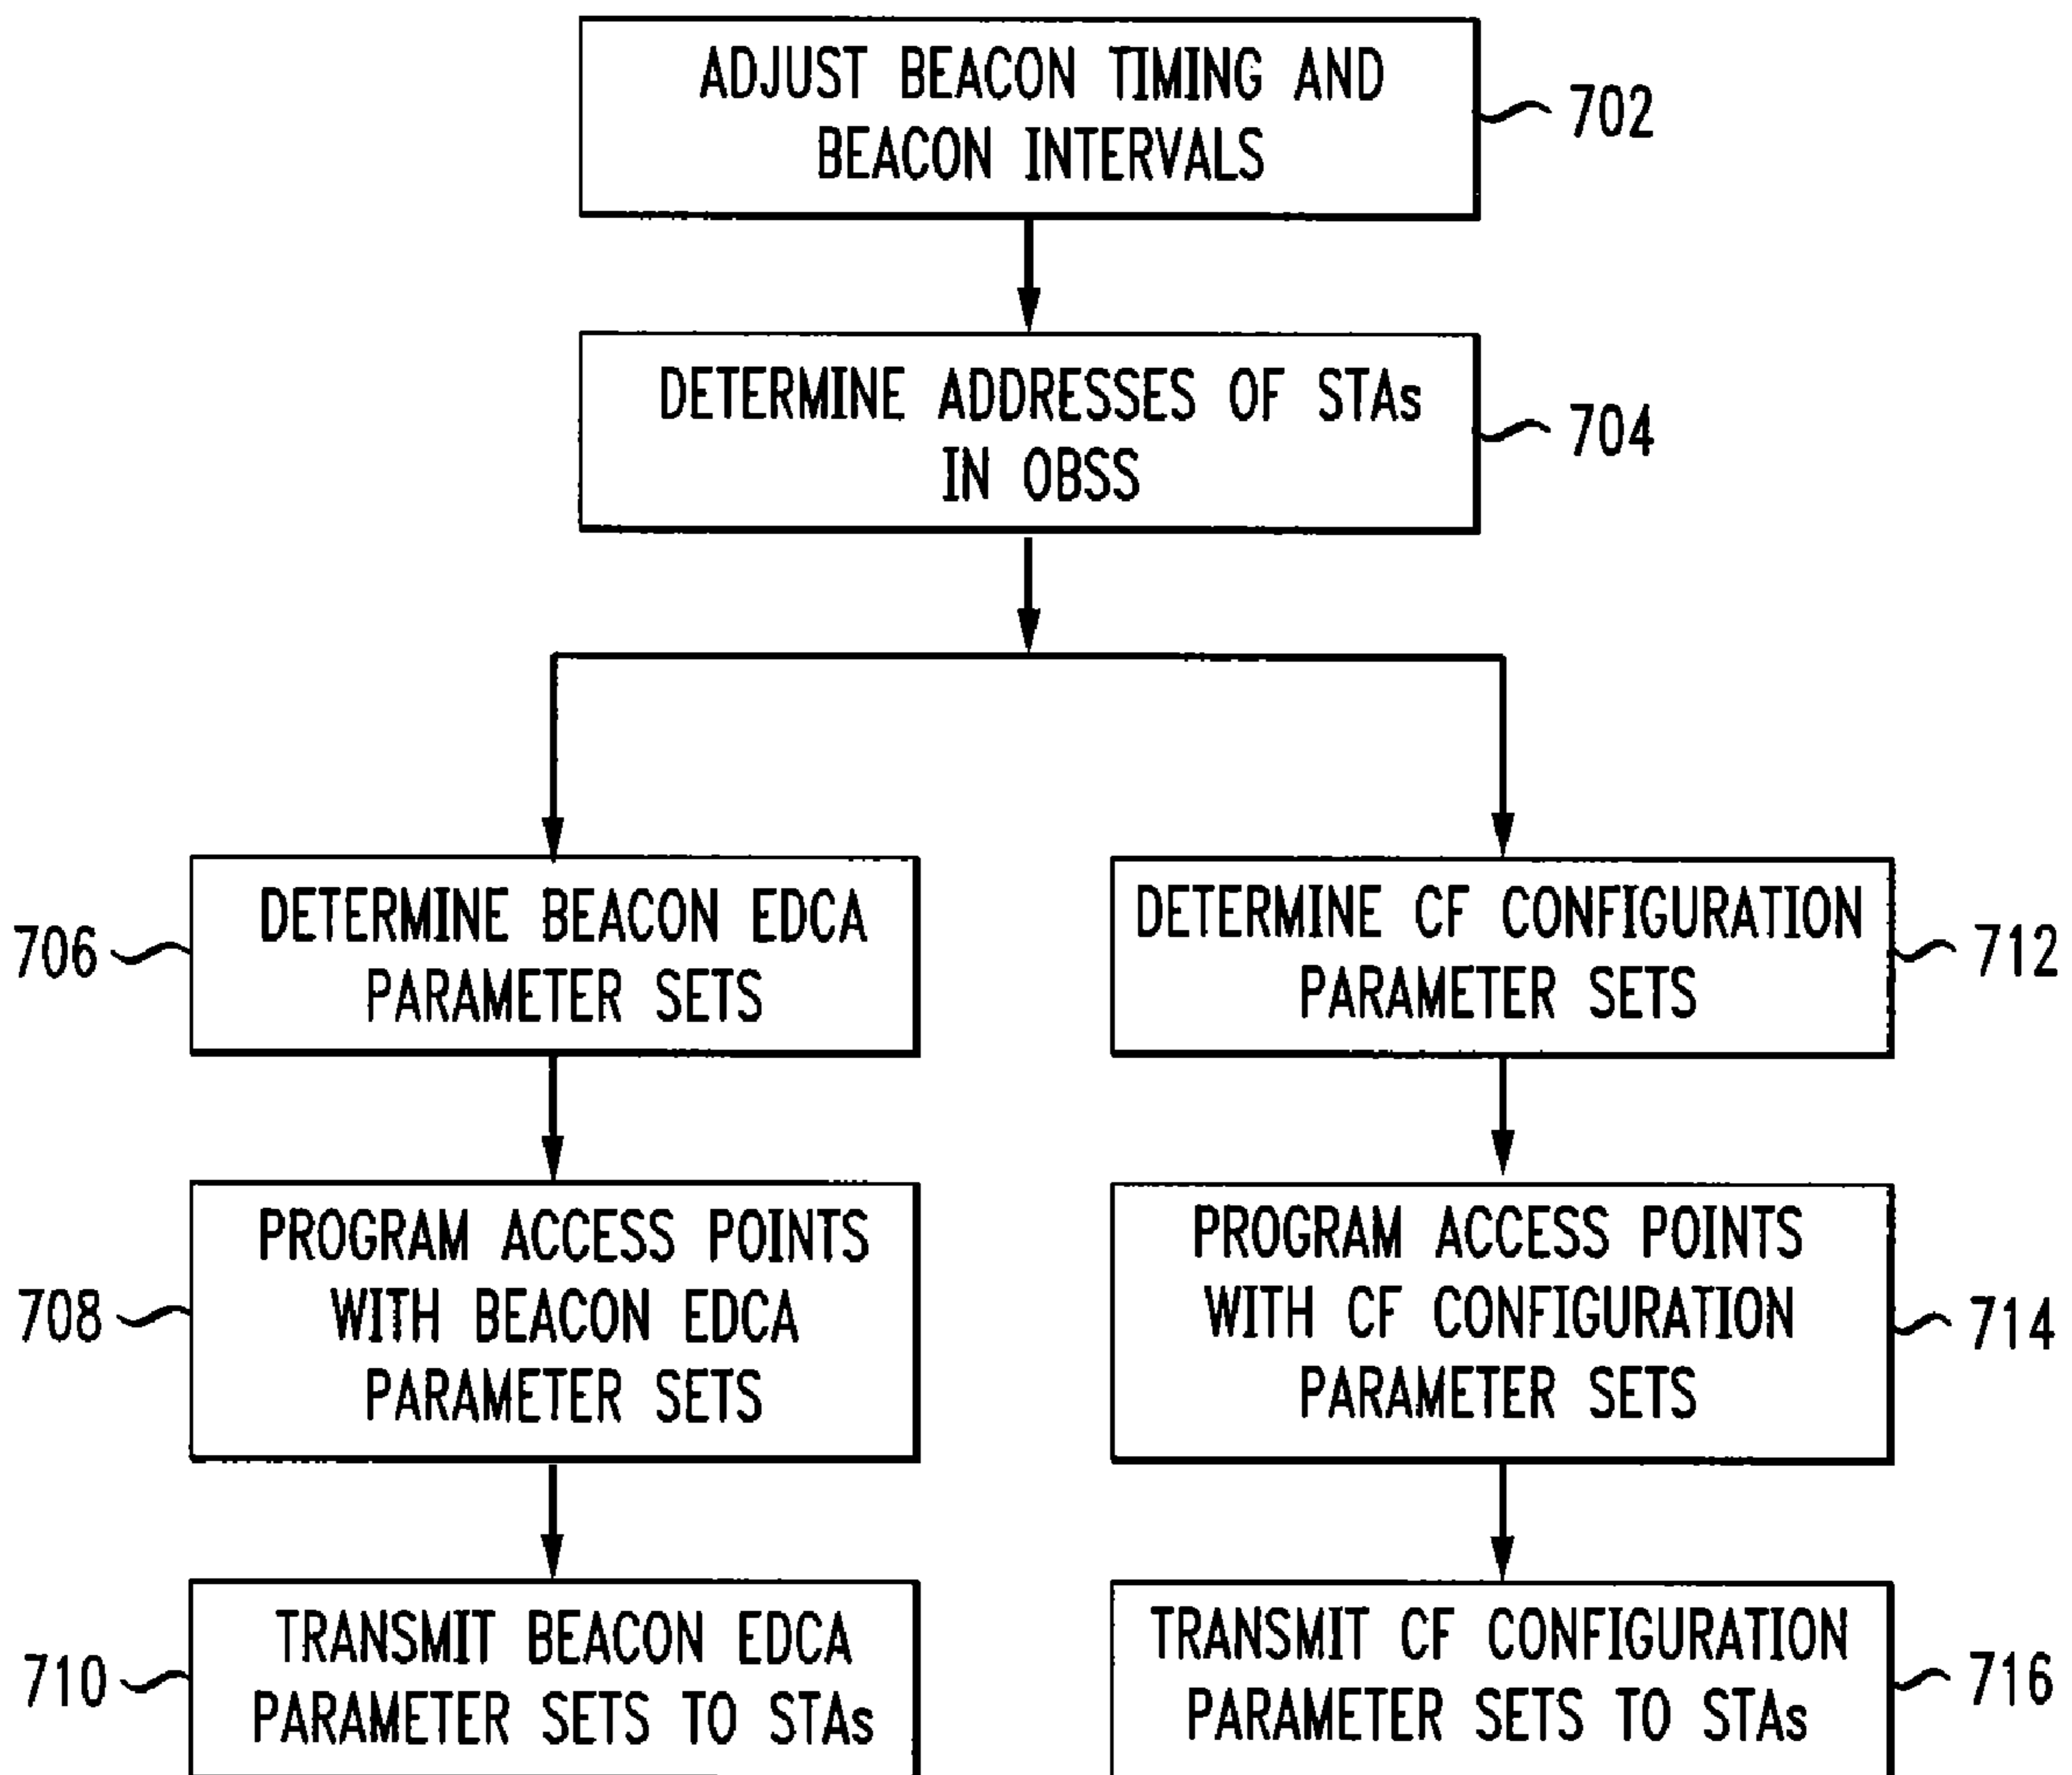 ADJUST BEACON TIMING AND
BEACON INTERVALS
702
DETERMINE ADDRESSES OF STAs
IN OBSS
704
706
DETERMINE BEACON EDCA
PARAMETER SETS
DETERMINE CF CONFIGURATION
PARAMETER SETS
712
708
PROGRAM ACCESS POINTS
WITH BEACON EDCA
PARAMETER SETS
PROGRAM ACCESS POINTS
WITH CF CONFIGURATION
PARAMETER SETS
714
710
TRANSMIT BEACON EDCA
PARAMETER SETS TO STAs
TRANSMIT CF CONFIGURATION
PARAMETER SETS TO STAs
716